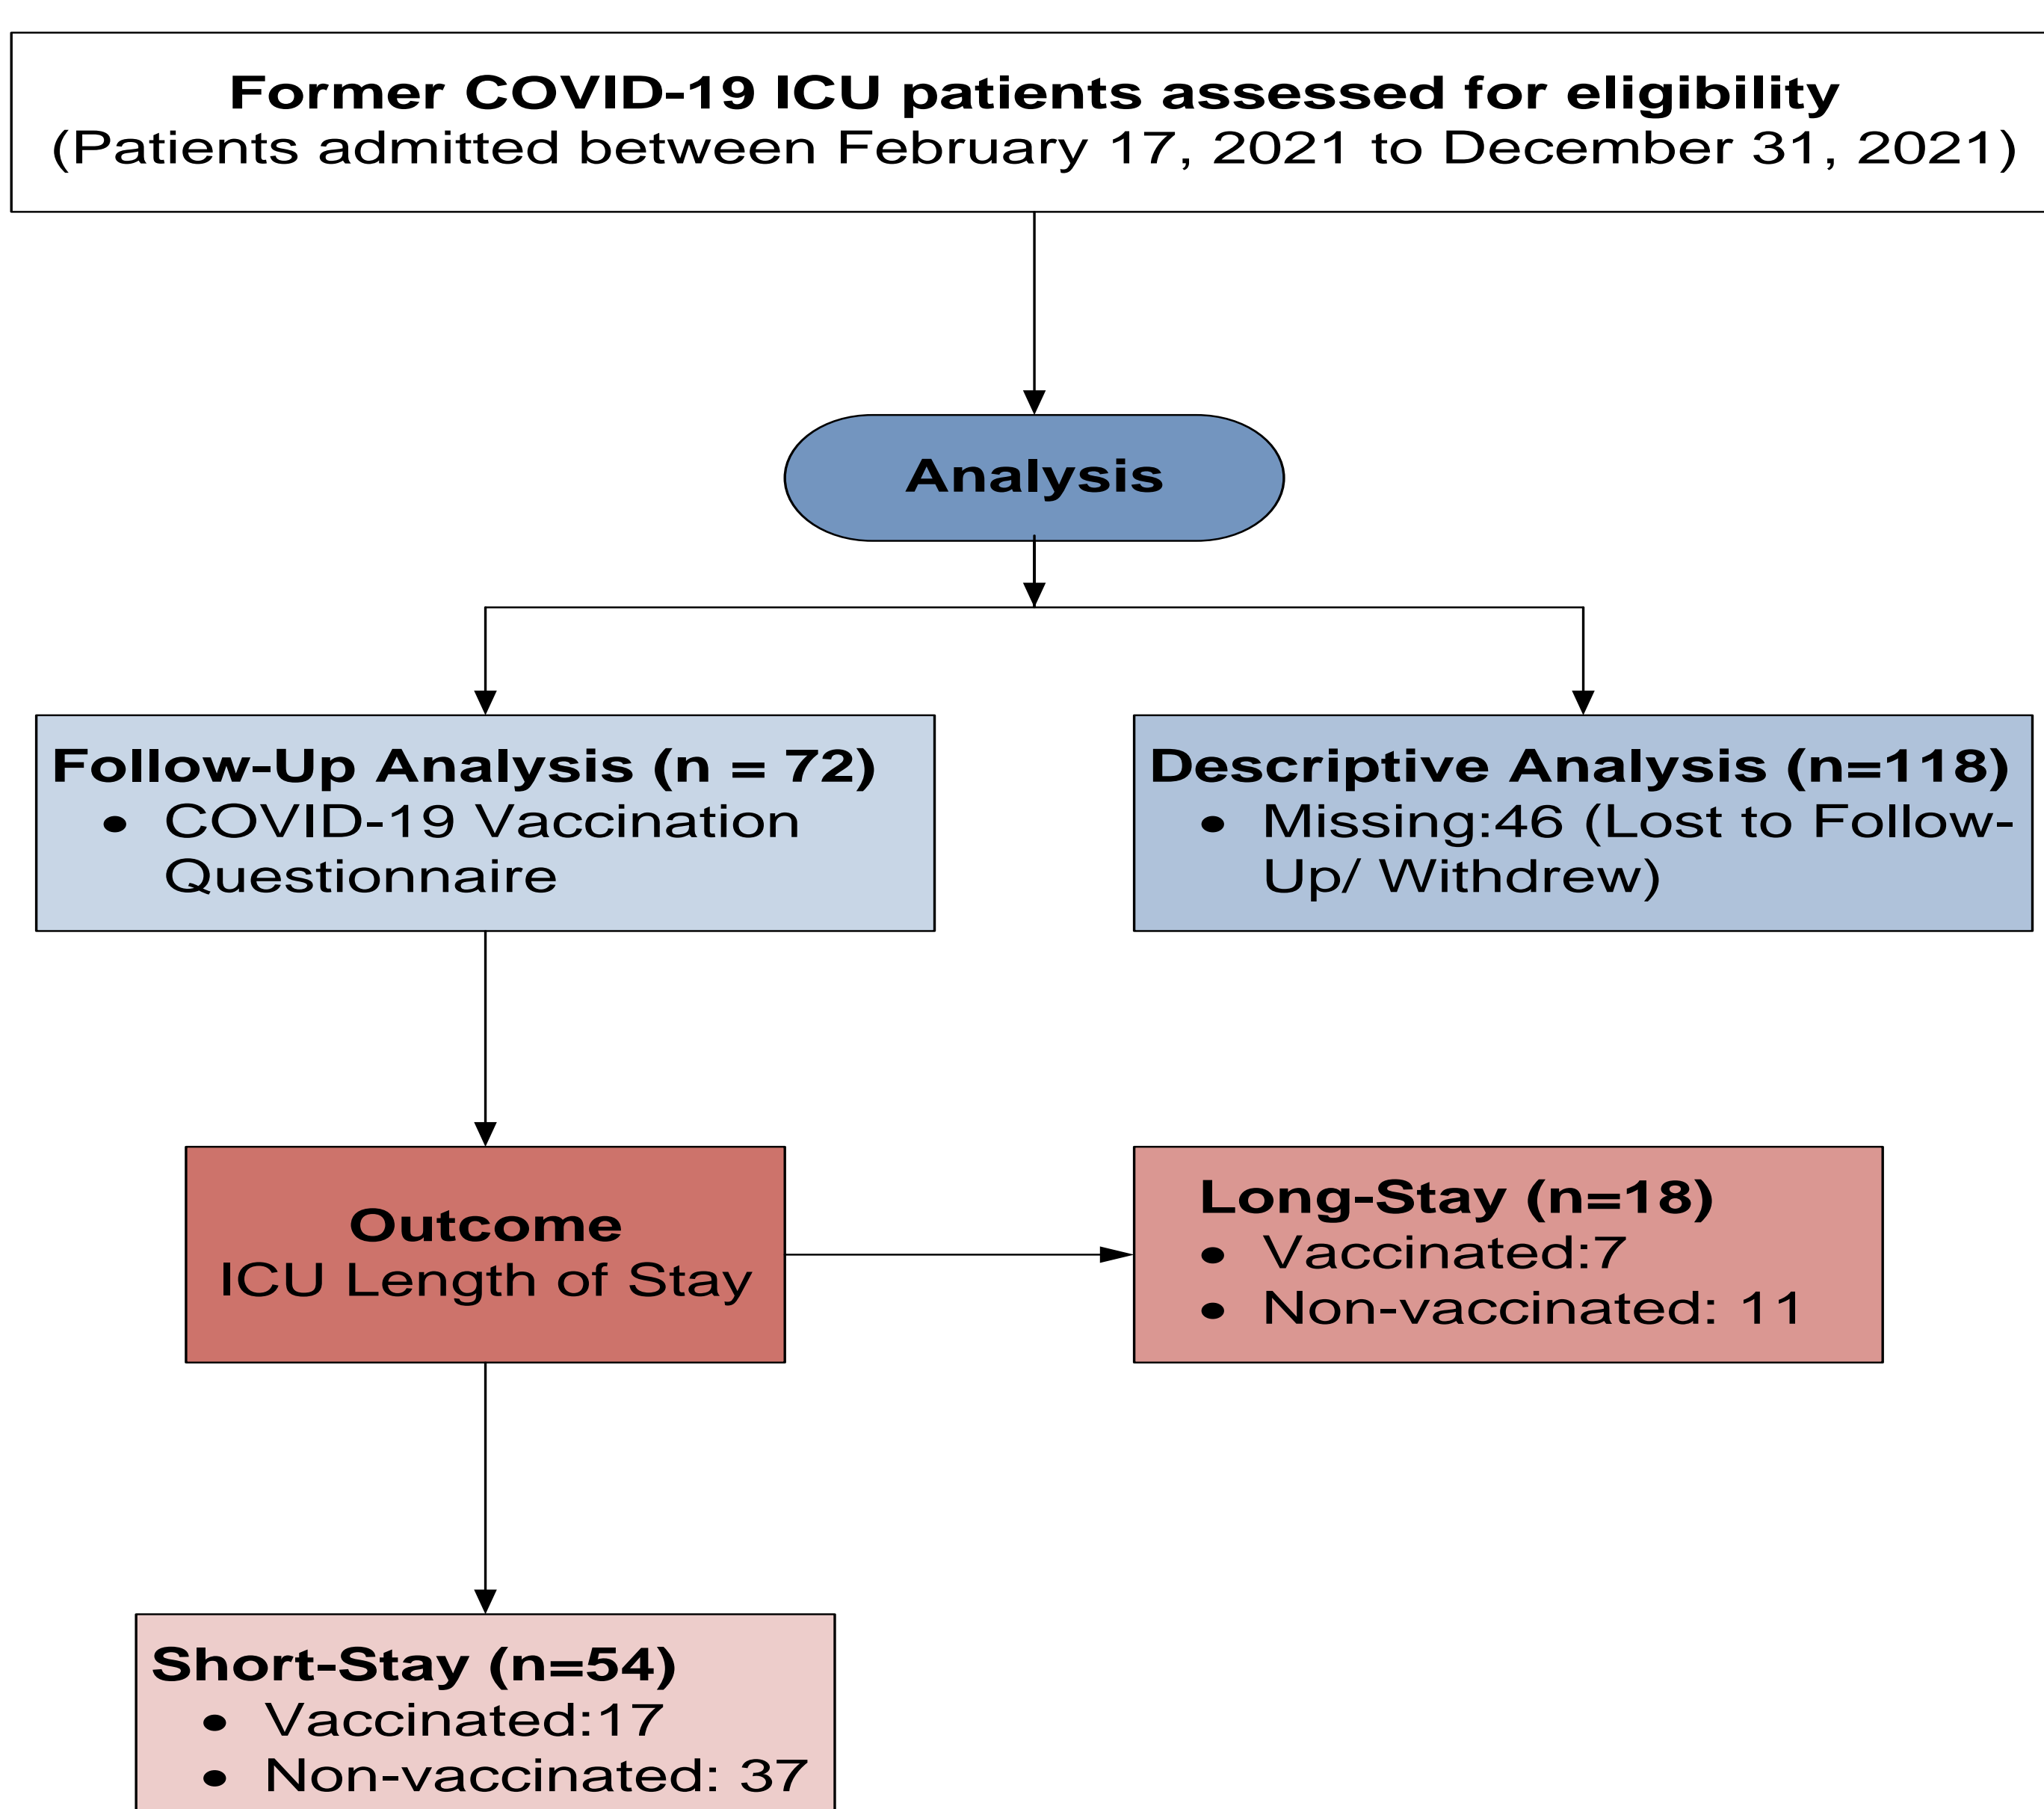 Former COVID-19 ICU patients assessed for eligibility
(Patients admitted between February 17, 2021 to December 31, 2021)
Analysis
Follow-Up Analysis (n = 72)
● COVID-19 Vaccination
Questionnaire
Descriptive Analysis (n=118)
● Missing:46 (Lost to Follow-
Up/ Withdrew)
Outcome
ICU Length of Stay
Long-Stay (n=18)
● Vaccinated:7
● Non-vaccinated: 11
Short-Stay (n=54)
● Vaccinated:17
● Non-vaccinated: 37